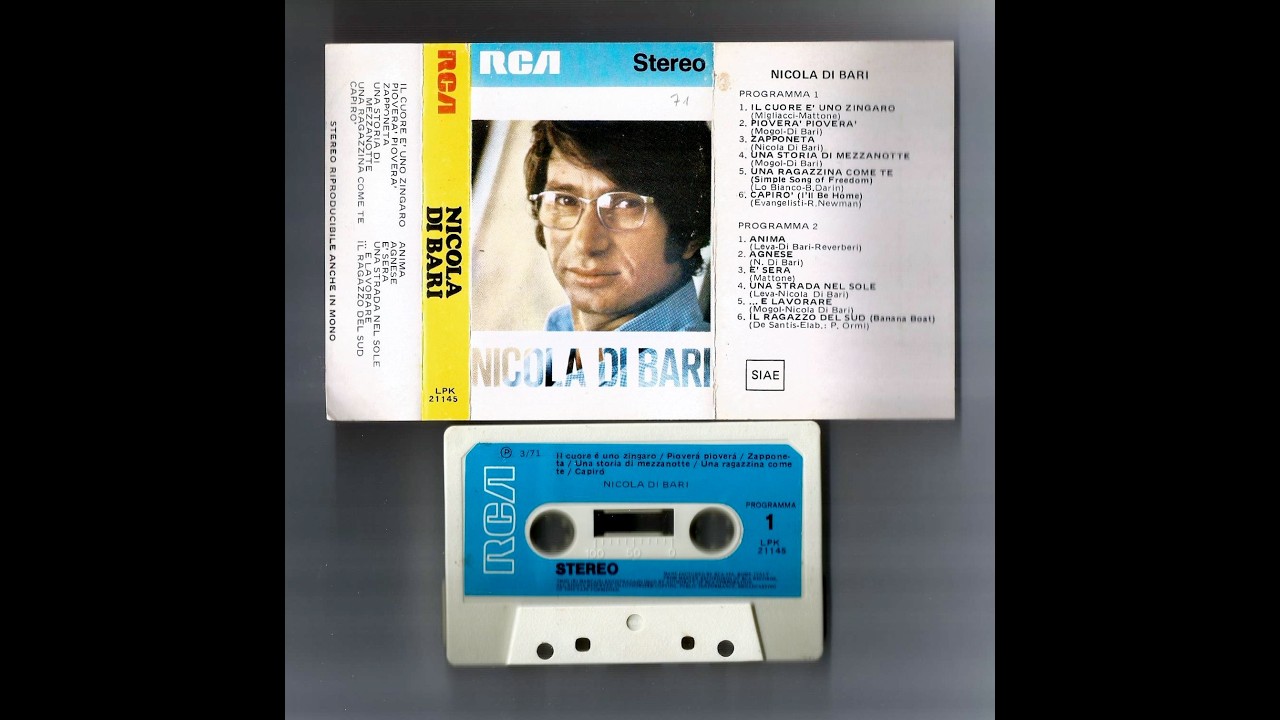 STEREO RIPRODUCIBILE ANCHE IN MONO
IL CUORE E' UNO ZINGARO
PIOVERA' PIOVERA'
ZAPPONETA
UNA STORIA DI
MEZZANOTTE
UNA RAGAZZINA COME TE
CAPIRO'
ANIMA
AGNESE
E' SERA
UNA STRADA NEL SOLE
... E LAVORARE
IL RAGAZZO DEL SUD
RCA
NICOLA
DI BARI
LPK
21145
RCA Stereo
71
NICOLA DI BARI
NICOLA DI BARI
PROGRAMMA 1
1. IL CUORE E' UNO ZINGARO
(Migliacci-Mattone)
2. PIOVERA' PIOVERA'
(Mogol-Di Bari)
3. ZAPPONETA
(Nicola Di Bari)
4. UNA STORIA DI MEZZANOTTE
(Mogol-Di Bari)
5. UNA RAGAZZINA COME TE
(Simple Song of Freedom)
(Lo Bianco-B.Darin)
6. CAPIRO' (I'll Be Home)
(Evangelisti-R.Newman)
PROGRAMMA 2
1. ANIMA
(Leva-Di Bari-Reverberi)
2. AGNESE
(N. Di Bari)
3. E' SERA
(Mattone)
4. UNA STRADA NEL SOLE
(Leva-Nicola Di Bari)
5. ... E LAVORARE
(Mogol-Nicola Di Bari)
6. IL RAGAZZO DEL SUD (Banana Boat)
(De Santis-Elab.: P. Ormi)
SIAE
RCA
Ⓟ 3/71
Il cuore é uno zingaro / Pioverá pioverá / Zappone-
ta / Una storia di mezzanotte / Una ragazzina come
te / Capiró
NICOLA DI BARI
PROGRAMMA
1
LPK
21145
100 50 0
STEREO